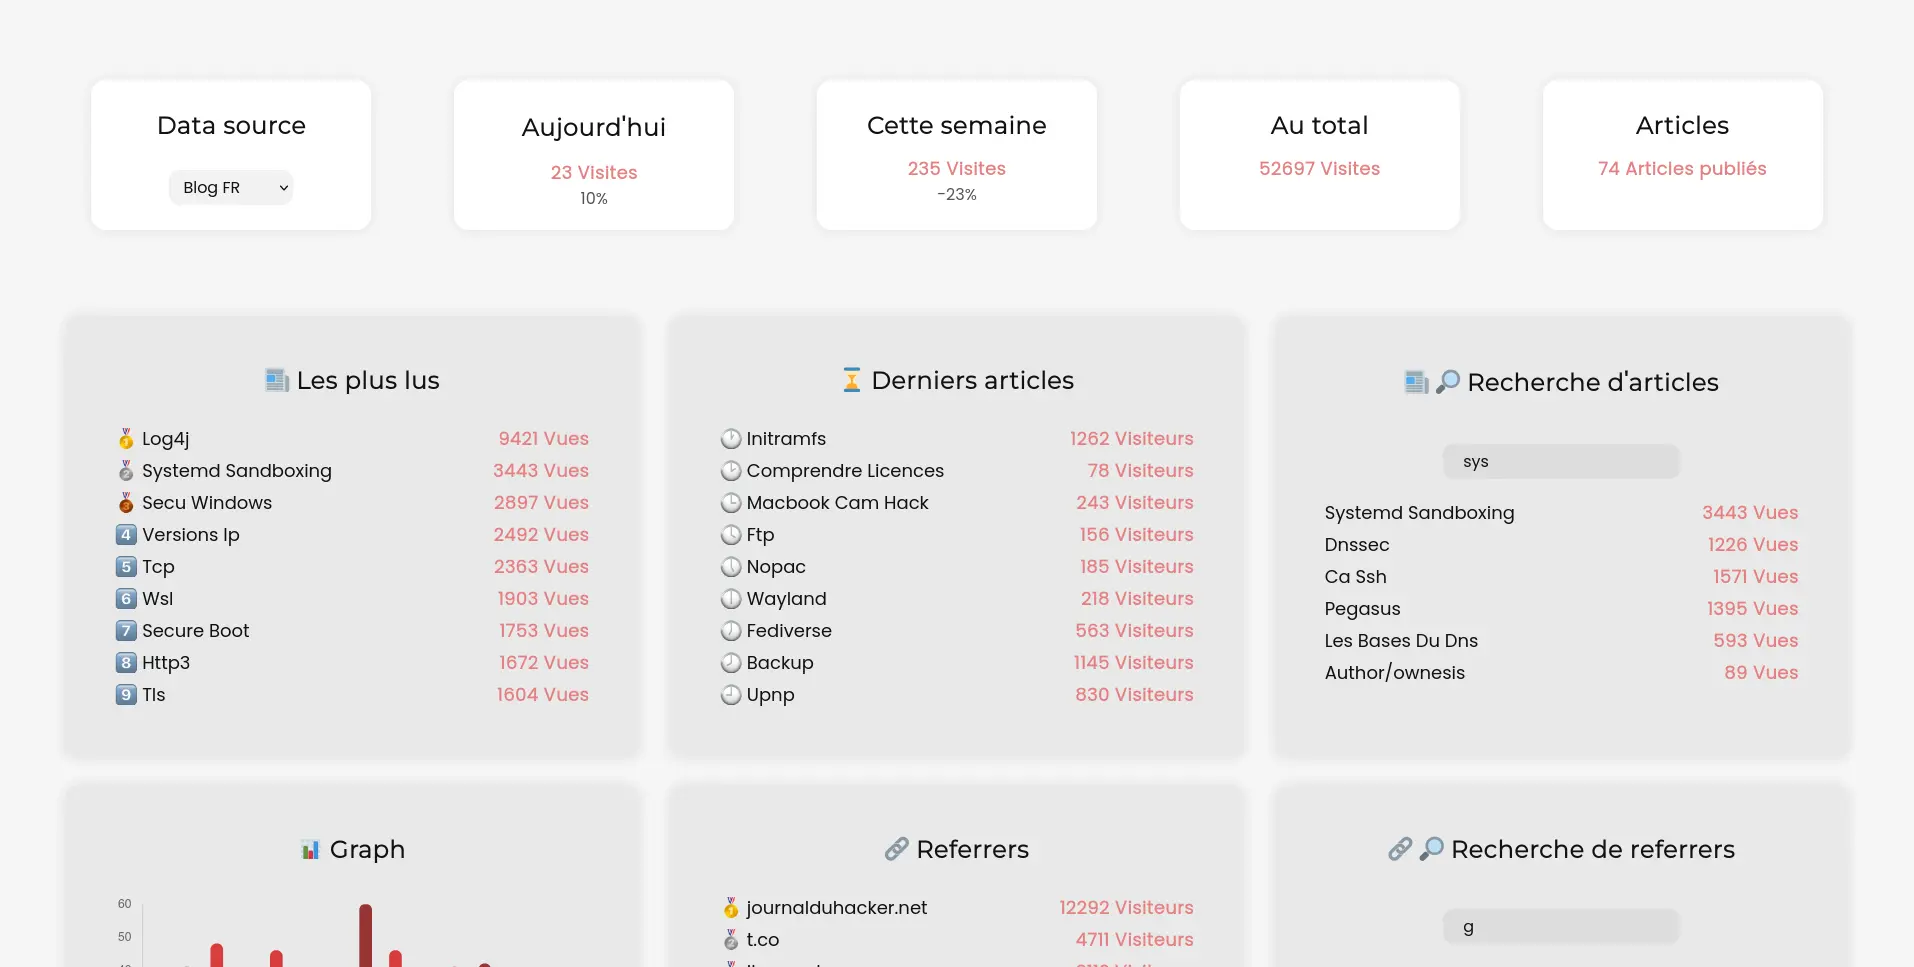 Data source
Blog FR
Aujourd'hui
23 Visites
10%
Cette semaine
235 Visites
-23%
Au total
52697 Visites
Articles
74 Articles publiés
Les plus lus
Log4j 9421 Vues
Systemd Sandboxing 3443 Vues
Secu Windows 2897 Vues
4 Versions Ip 2492 Vues
5 Tcp 2363 Vues
6 Wsl 1903 Vues
7 Secure Boot 1753 Vues
8 Http3 1672 Vues
9 Tls 1604 Vues
Derniers articles
Initramfs 1262 Visiteurs
Comprendre Licences 78 Visiteurs
Macbook Cam Hack 243 Visiteurs
Ftp 156 Visiteurs
Nopac 185 Visiteurs
Wayland 218 Visiteurs
Fediverse 563 Visiteurs
Backup 1145 Visiteurs
Upnp 830 Visiteurs
Recherche d'articles
sys
Systemd Sandboxing 3443 Vues
Dnssec 1226 Vues
Ca Ssh 1571 Vues
Pegasus 1395 Vues
Les Bases Du Dns 593 Vues
Author/ownesis 89 Vues
Graph
60
50
Referrers
journalduhacker.net 12292 Visiteurs
t.co 4711 Visiteurs
Recherche de referrers
g